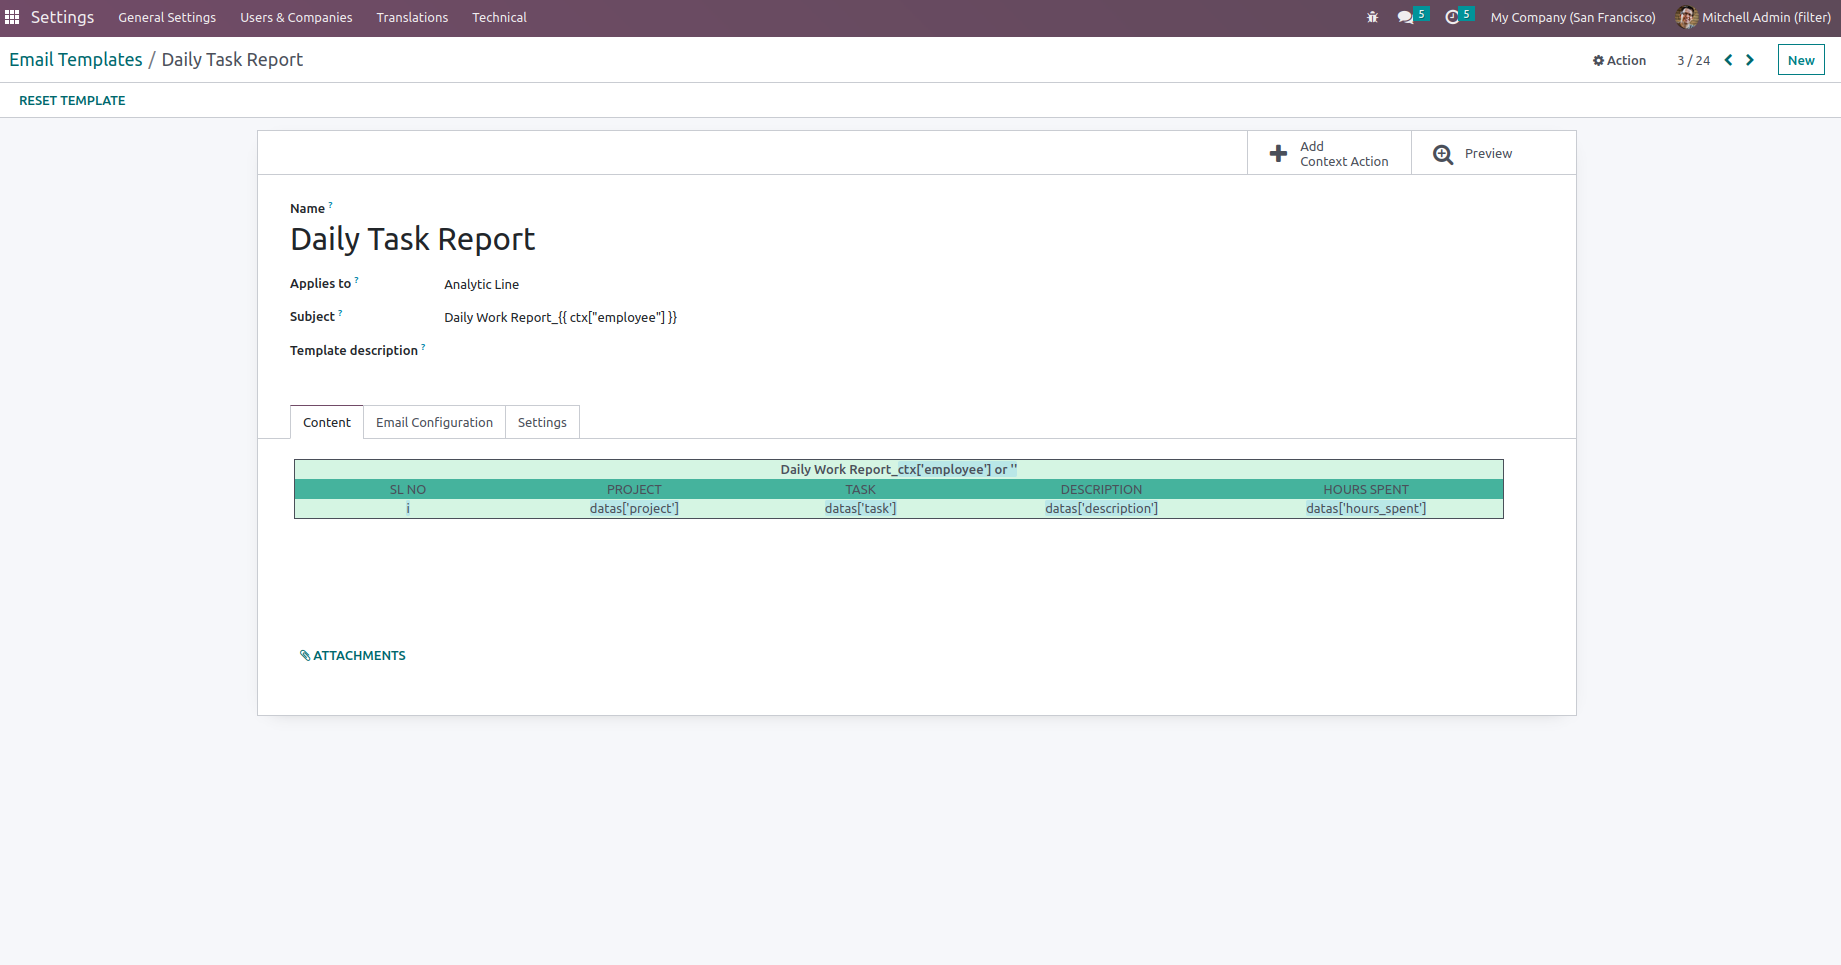 Settings General Settings Users & Companies Translations Technical 5 5 My Company (San Francisco) Mitchell Admin (filter)
Email Templates / Daily Task Report Action 3 / 24 New
RESET TEMPLATE
Add
Context Action
Preview
Name ?
Daily Task Report
Applies to ? Analytic Line
Subject ? Daily Work Report_{{ ctx["employee"] }}
Template description ?
Content Email Configuration Settings
Daily Work Report_ctx['employee'] or ''
SL NO PROJECT TASK DESCRIPTION HOURS SPENT
i datas['project'] datas['task'] datas['description'] datas['hours_spent']
ATTACHMENTS